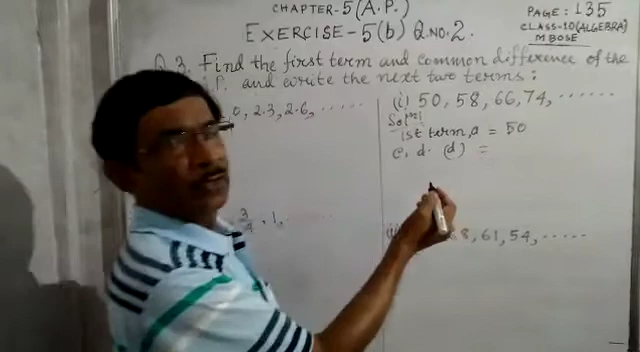 CHAPTER-5(A.P.)
PAGE: 135
EXERCISE-5(b) Q.NO.2.
CLASS-10(ALGEBRA)
MBOSE
Q.3. Find the first term and common difference of the
A.P. and write the next two terms:
0, 2.3, 2.6, .....
(i) 50, 58, 66, 74, ......
Solⁿ!
1st term, a = 50
C. d. (d) =
3/4, 1, ......
8, 61, 54, .....